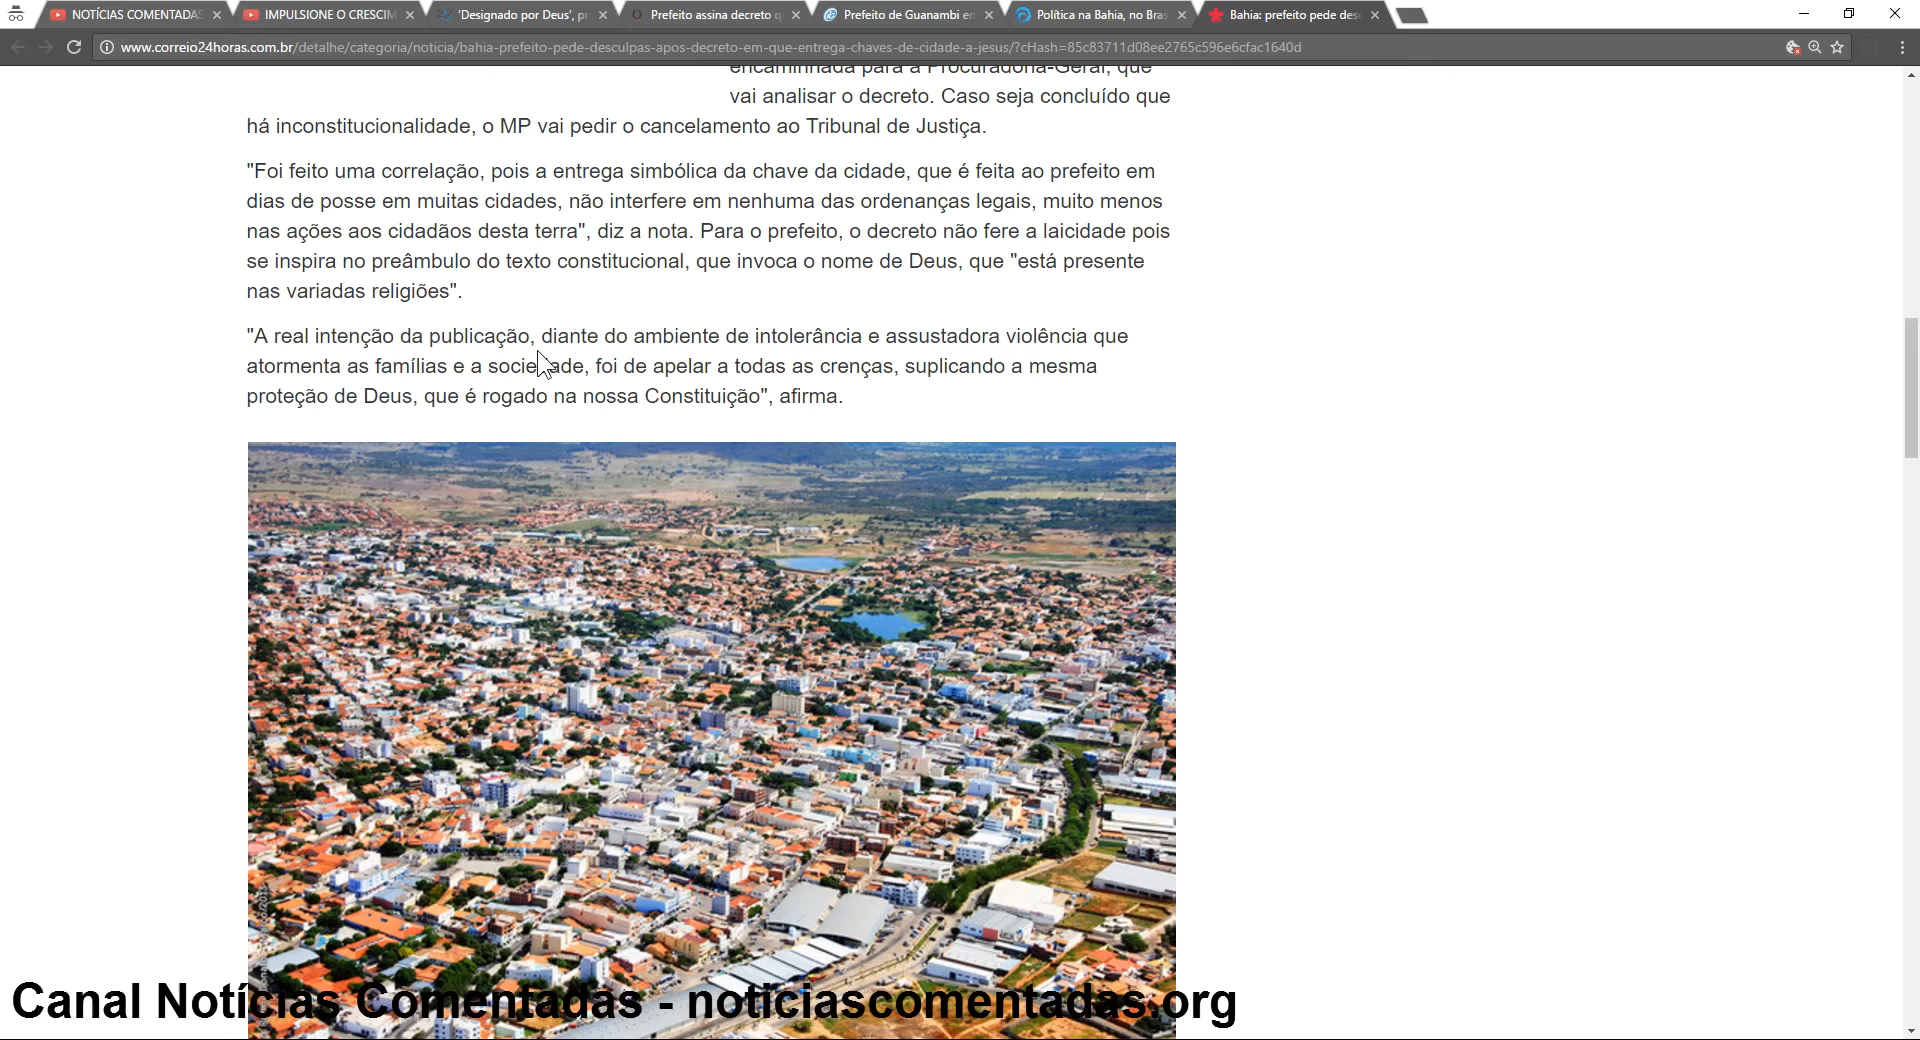 NOTÍCIAS COMENTADAS
IMPULSIONE O CRESCIM
'Designado por Deus', p
Prefeito assina decreto q
Prefeito de Guanambi en
Política na Bahia, no Bras
Bahia: prefeito pede desc
www.correio24horas.com.br/detalhe/categoria/noticia/bahia-prefeito-pede-desculpas-apos-decreto-em-que-entrega-chaves-de-cidade-a-jesus/?cHash=85c83711d08ee2765c596e6cfac1640d
encaminhada para a Procuradoria-Geral, que
vai analisar o decreto. Caso seja concluído que
há inconstitucionalidade, o MP vai pedir o cancelamento ao Tribunal de Justiça.
"Foi feito uma correlação, pois a entrega simbólica da chave da cidade, que é feita ao prefeito em
dias de posse em muitas cidades, não interfere em nenhuma das ordenanças legais, muito menos
nas ações aos cidadãos desta terra", diz a nota. Para o prefeito, o decreto não fere a laicidade pois
se inspira no preâmbulo do texto constitucional, que invoca o nome de Deus, que "está presente
nas variadas religiões".
"A real intenção da publicação, diante do ambiente de intolerância e assustadora violência que
atormenta as famílias e a sociedade, foi de apelar a todas as crenças, suplicando a mesma
proteção de Deus, que é rogado na nossa Constituição", afirma.
Canal Notícias Comentadas - noticiascomentadas.org